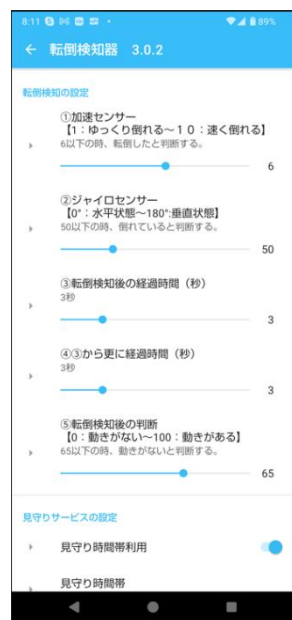 8:11 89%
転倒検知器 3.0.2
転倒検知の設定
①加速センサー
【1：ゆっくり倒れる～１０：速く倒れる】
6以下の時、転倒したと判断する。
6
②ジャイロセンサー
【0°：水平状態～180°:垂直状態】
50以下の時、倒れていると判断する。
50
③転倒検知後の経過時間（秒）
3秒
3
④③から更に経過時間（秒）
3秒
3
⑤転倒検知後の判断
【0：動きがない～100：動きがある】
65以下の時、動きがないと判断する。
65
見守りサービスの設定
見守り時間帯利用
見守り時間帯